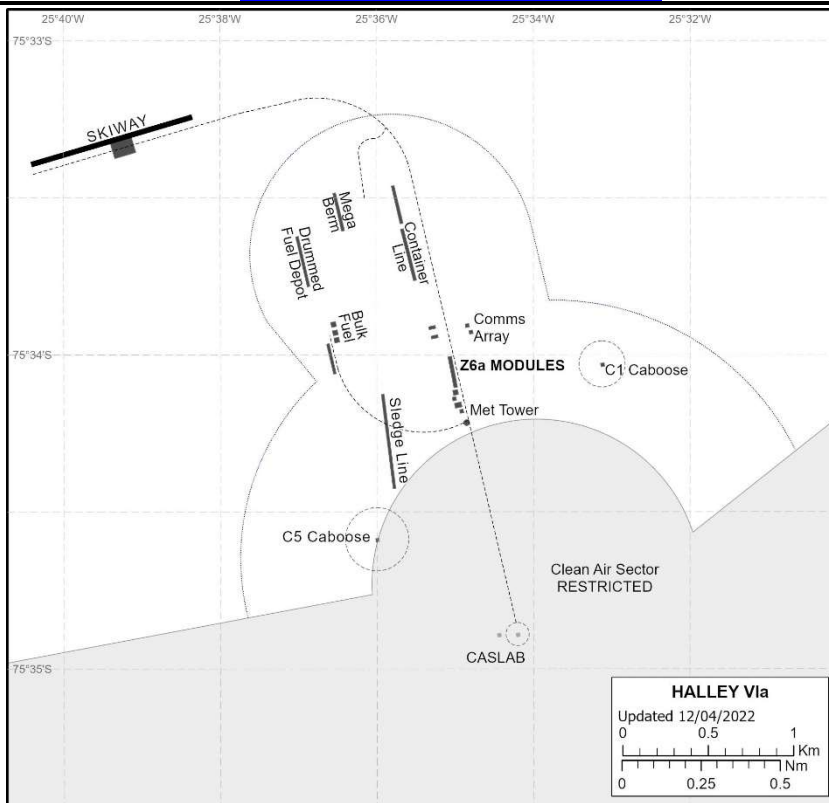 25°40'W
25°38'W
25°36'W
25°34'W
25°32'W
75°33'S
SKIWAY
Mega
Berm
Drummed
Fuel Depot
Container
Line
Bulk
Fuel
Comms
Array
75°34'S
Z6a MODULES
C1 Caboose
Met Tower
Sledge Line
C5 Caboose
Clean Air Sector
RESTRICTED
CASLAB
75°35'S
HALLEY VIa
Updated 12/04/2022
0 0.5 1
Km
Nm
0 0.25 0.5